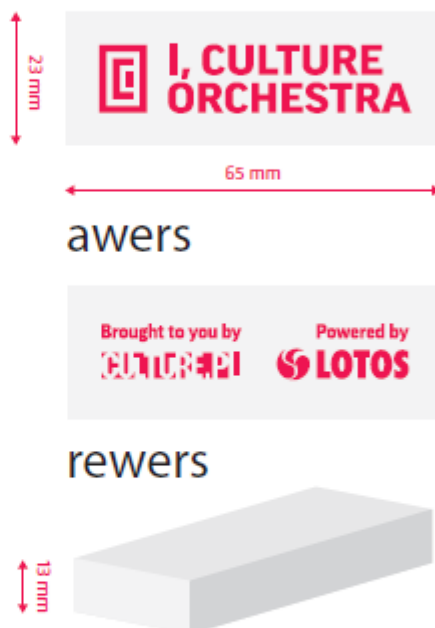 23 mm
I, CULTURE
ORCHESTRA
65 mm
awers
Brought to you by
CULTURE.PL
Powered by
LOTOS
rewers
13 mm